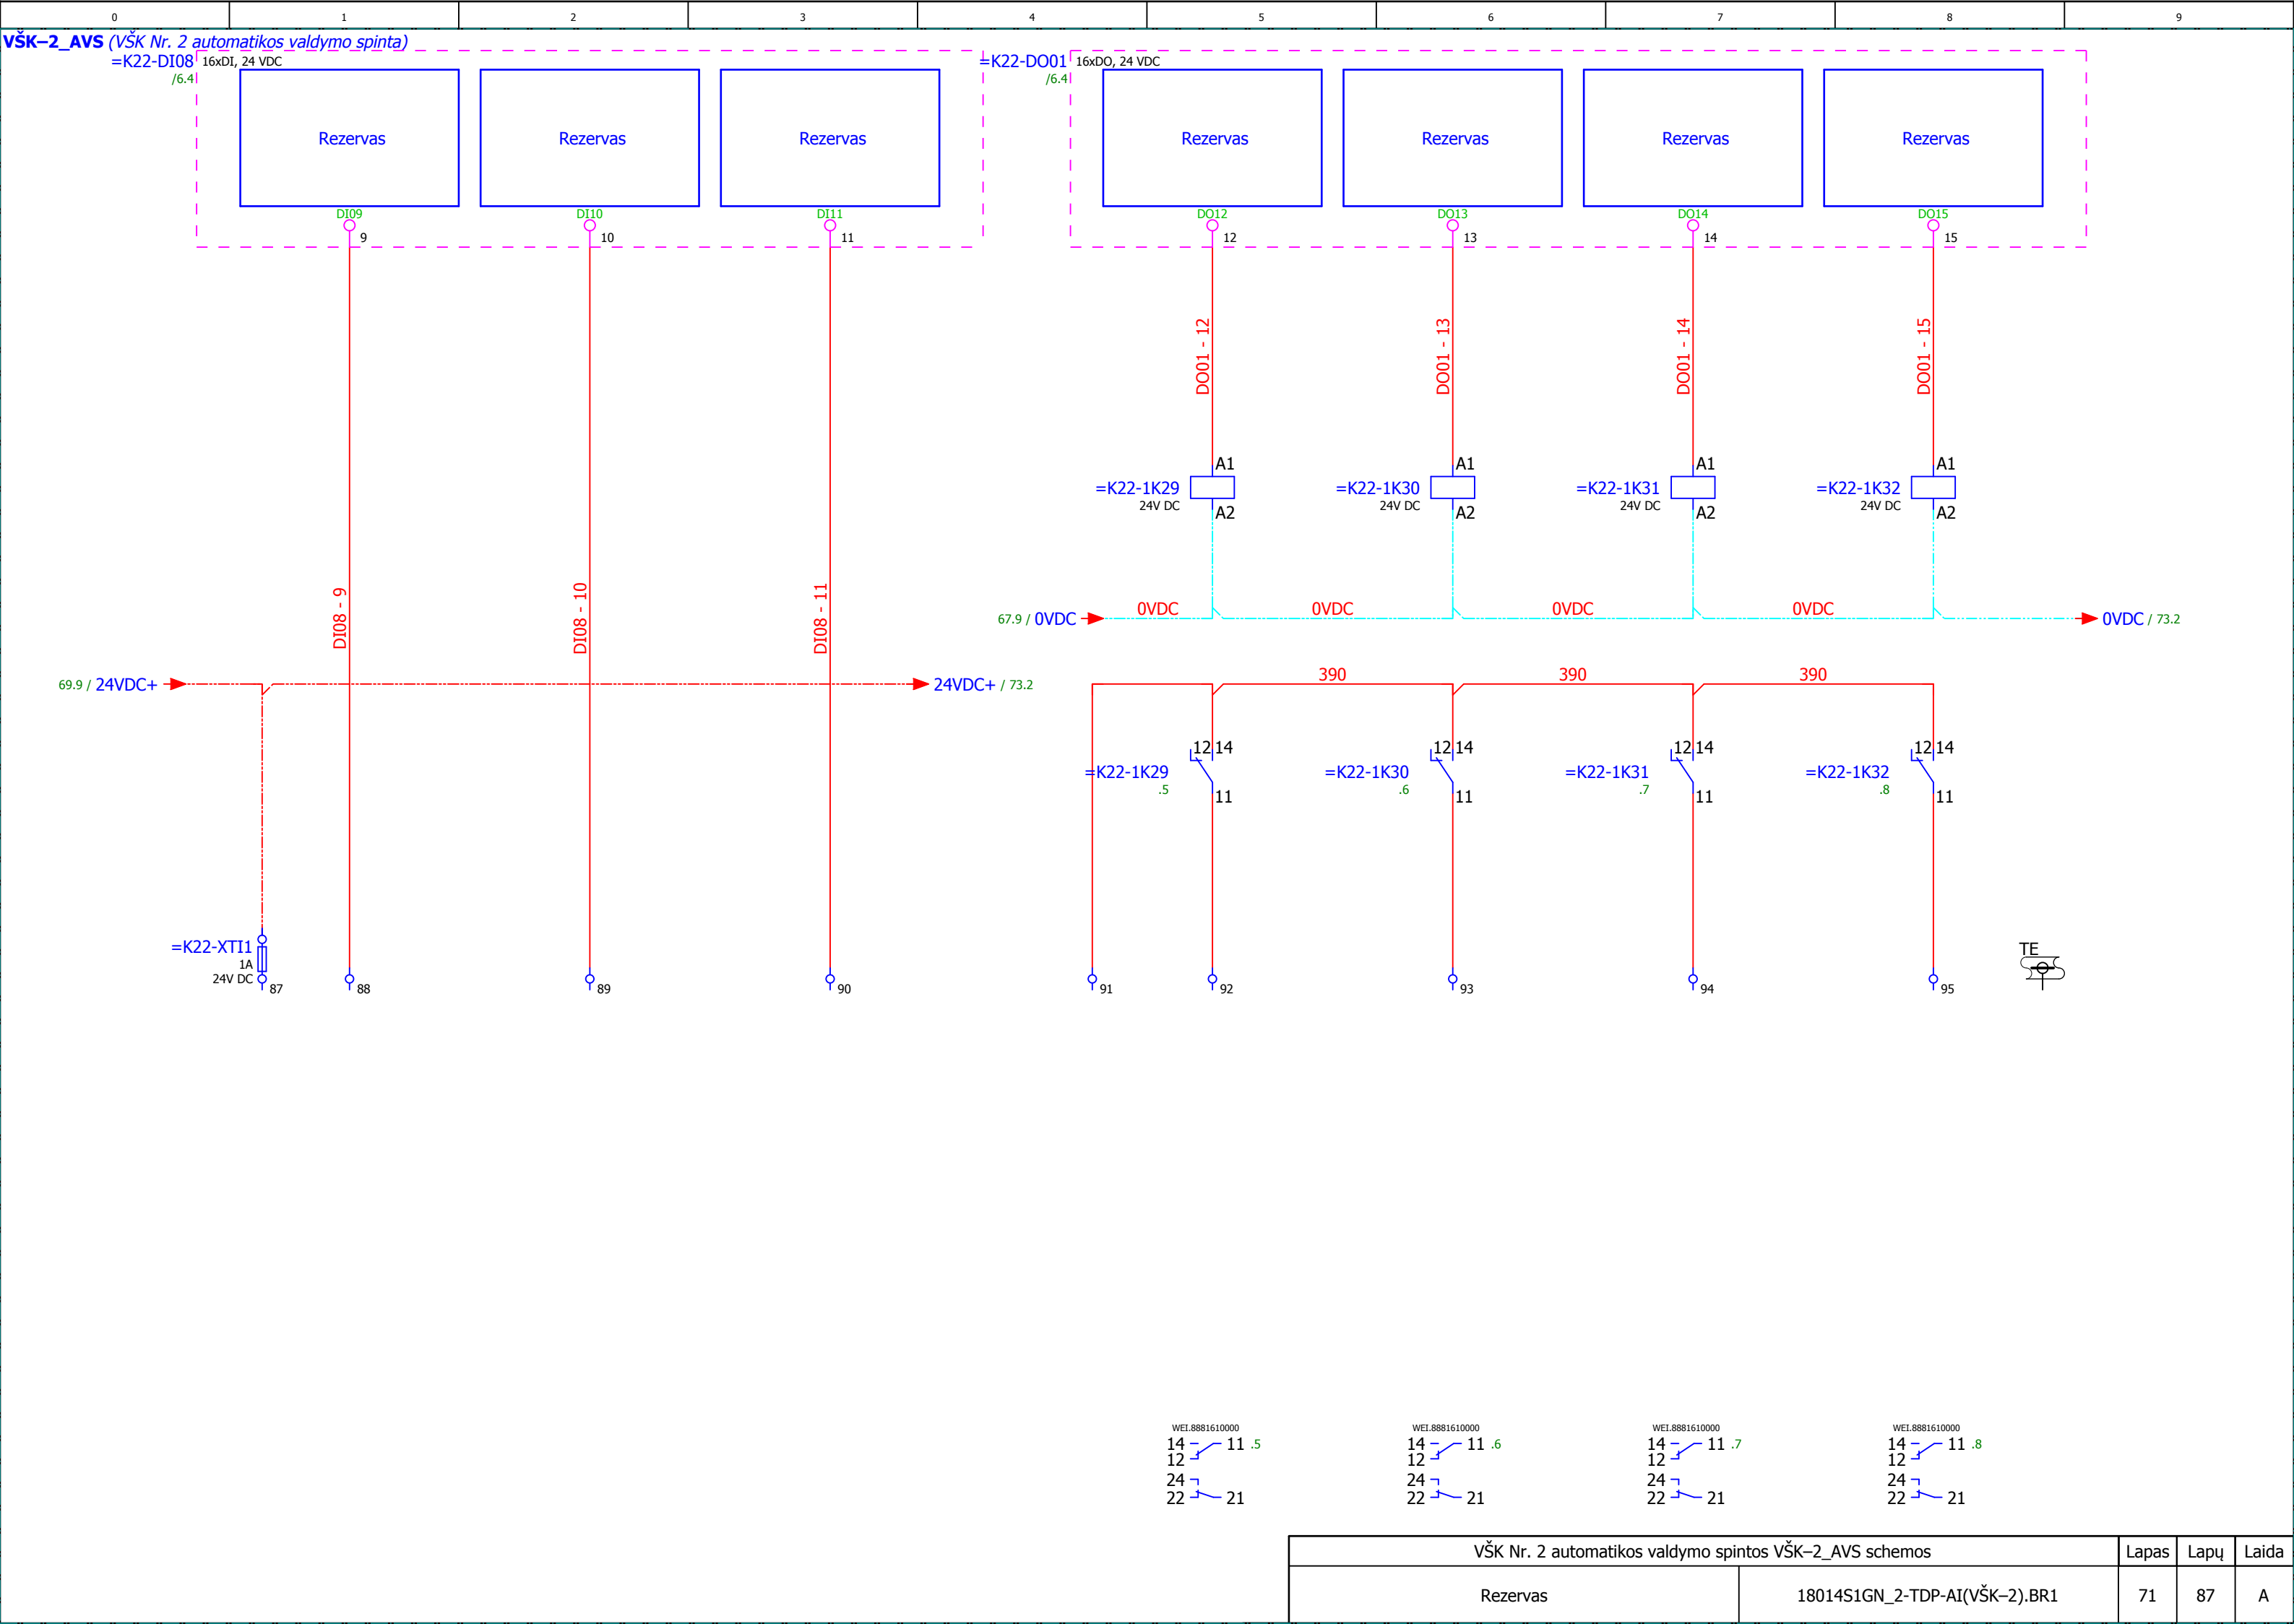 0 1 2 3 4 5 6 7 8 9
VŠK–2_AVS (VŠK Nr. 2 automatikos valdymo spinta)
=K22-DI08 16xDI, 24 VDC =K22-DO01 16xDO, 24 VDC
/6.4 /6.4
Rezervas Rezervas Rezervas Rezervas Rezervas Rezervas Rezervas
DI09 DI10 DI11 DO12 DO13 DO14 DO15
9 10 11 12 13 14 15
DO01 - 12 DO01 - 13 DO01 - 14 DO01 - 15
A1 A1 A1 A1
=K22-1K29 =K22-1K30 =K22-1K31 =K22-1K32
24V DC 24V DC 24V DC 24V DC
A2 A2 A2 A2
DI08 - 9 DI08 - 10 DI08 - 11
0VDC 0VDC 0VDC 0VDC
67.9 / 0VDC 0VDC / 73.2
390 390 390
69.9 / 24VDC+ 24VDC+ / 73.2
12 14 12 14 12 14 12 14
=K22-1K29 =K22-1K30 =K22-1K31 =K22-1K32
.5 .6 .7 .8
11 11 11 11
=K22-XTI1 TE
1A
24V DC
87 88 89 90 91 92 93 94 95
WEI.8881610000 WEI.8881610000 WEI.8881610000 WEI.8881610000
14 11 .5 14 11 .6 14 11 .7 14 11 .8
12 12 12 12
24 24 24 24
22 21 22 21 22 21 22 21
VŠK Nr. 2 automatikos valdymo spintos VŠK–2_AVS schemos Lapas Lapų Laida
Rezervas 18014S1GN_2-TDP-AI(VŠK–2).BR1 71 87 A